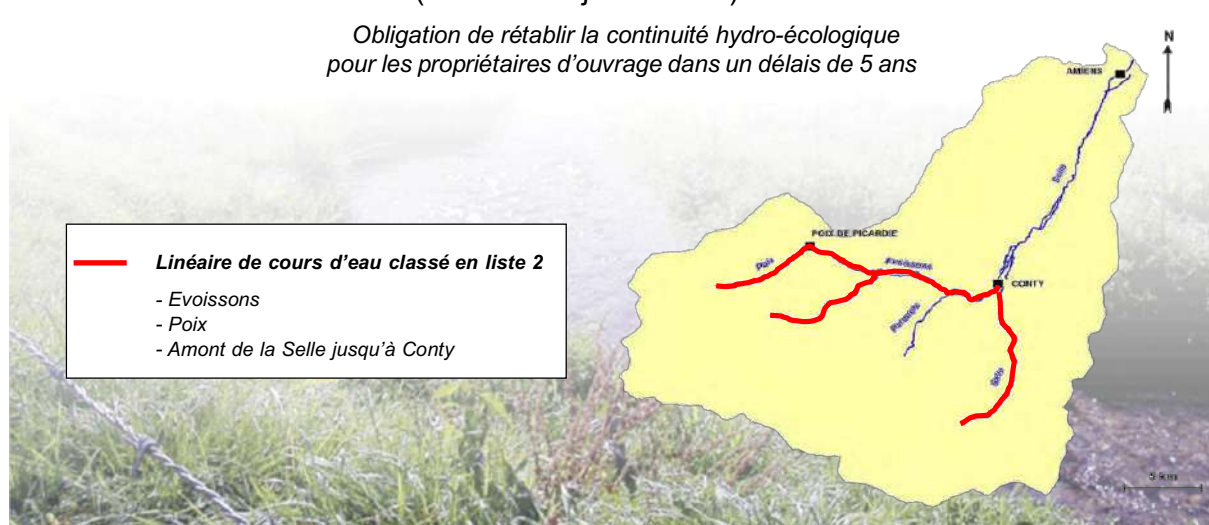 Obligation de rétablir la continuité hydro-écologique
pour les propriétaires d’ouvrage dans un délais de 5 ans
N
AMIENS
Selle
POIX DE PICARDIE
Poix
Evoissons
CONTY
Selle
Linéaire de cours d’eau classé en liste 2
- Evoissons
- Poix
- Amont de la Selle jusqu’à Conty
5 km